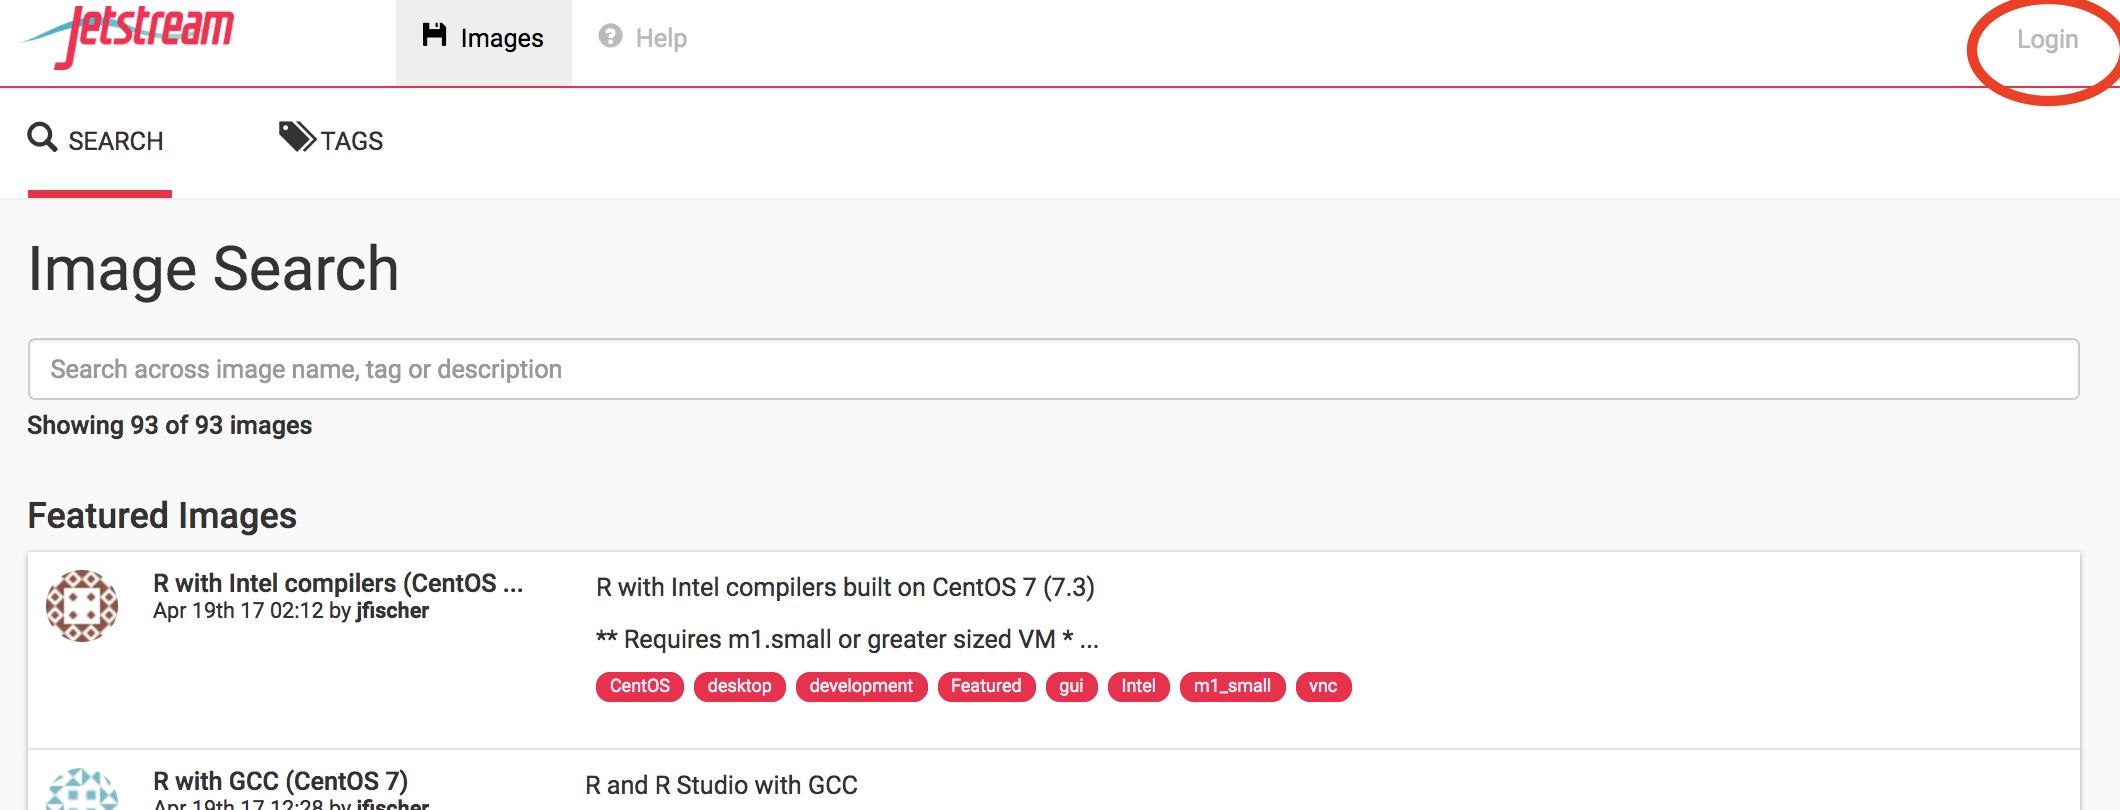 Jetstream
Images
Help
Login
SEARCH
TAGS
Image Search
Search across image name, tag or description
Showing 93 of 93 images
Featured Images
R with Intel compilers (CentOS ...
Apr 19th 17 02:12 by jfischer
R with Intel compilers built on CentOS 7 (7.3)
** Requires m1.small or greater sized VM * ...
CentOS desktop development Featured gui Intel m1_small vnc
R with GCC (CentOS 7)
Apr 19th 17 12:28 by jfischer
R and R Studio with GCC